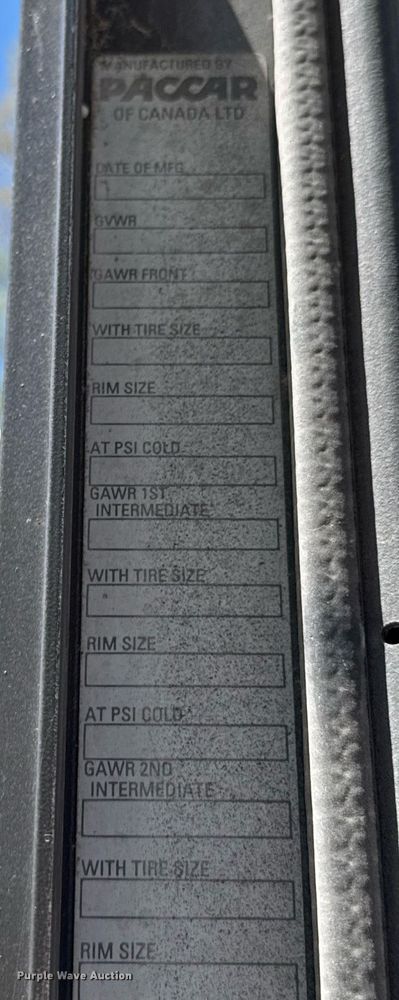 MANUFACTURED BY
PACCAR
OF CANADA LTD
DATE OF MFG
GVWR
GAWR FRONT
WITH TIRE SIZE
RIM SIZE
AT PSI COLD
GAWR 1ST
INTERMEDIATE
WITH TIRE SIZE
RIM SIZE
AT PSI COLD
GAWR 2ND
INTERMEDIATE
WITH TIRE SIZE
RIM SIZE
Purple Wave Auction